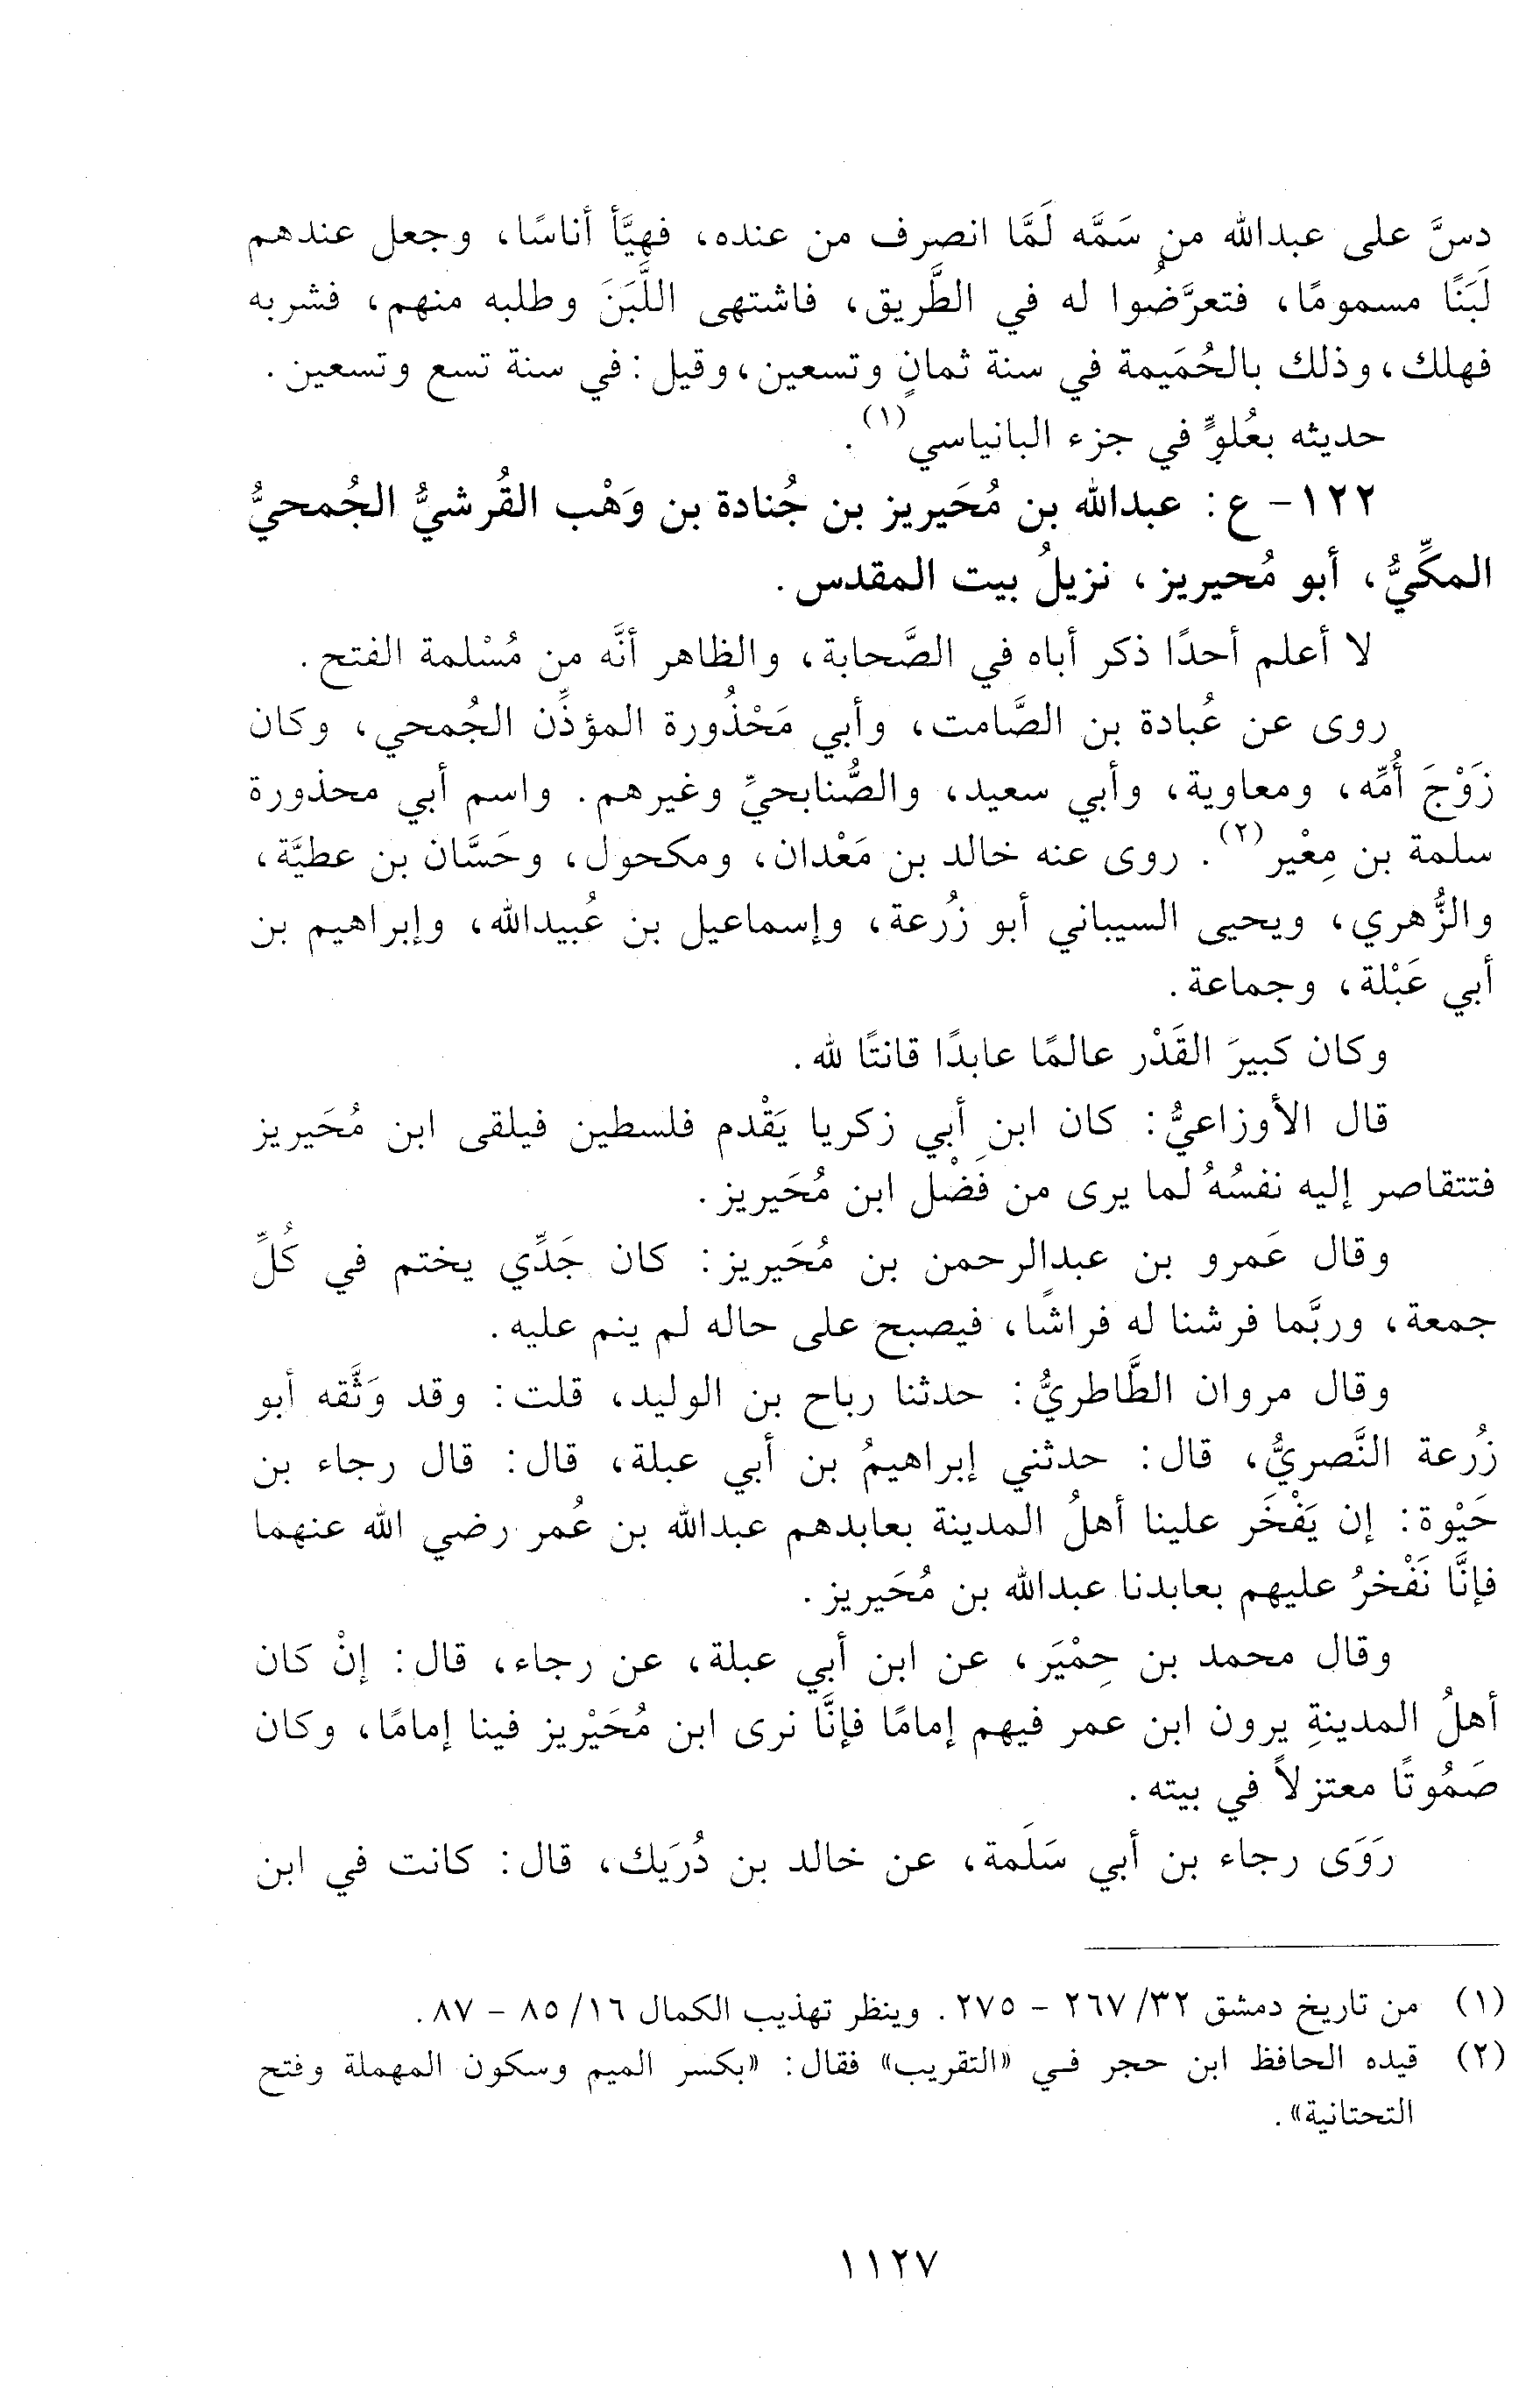 دسَّ على عبدالله من سَمَّه لَمَّا انصرف من عنده، فهيَّأ أناسًا، وجعل عندهم
لَبَنًا مسمومًا، فتعرَّضُوا له في الطَّريق، فاشتهى اللَّبَنَ وطلبه منهم، فشربه
فهلك، وذلك بالحُمَيمة في سنة ثمانٍ وتسعين، وقيل: في سنة تسع وتسعين.
حديثه بعُلوٍّ في جزء البانياسي(١).
١٢٢- ع: عبدالله بن مُحَيريز بن جُنادة بن وَهْب القُرشيُّ الجُمحيُّ
المكِّيُّ، أبو مُحيريز، نزيلُ بيت المقدس.
لا أعلم أحدًا ذكر أباه في الصَّحابة، والظاهر أنَّه من مُسْلمة الفتح.
روى عن عُبادة بن الصَّامت، وأبي مَحْذُورة المؤذِّن الجُمحي، وكان
زَوْجَ أُمِّه، ومعاوية، وأبي سعيد، والصُّنابحيِّ وغيرهم. واسم أبي محذورة
سلمة بن مِعْير(٢). روى عنه خالد بن مَعْدان، ومكحول، وحَسَّان بن عطيَّة،
والزُّهري، ويحيى السيباني أبو زُرعة، وإسماعيل بن عُبيدالله، وإبراهيم بن
أبي عَبْلة، وجماعة.
وكان كبيرَ القَدْر عالمًا عابدًا قانتًا لله.
قال الأوزاعيُّ: كان ابن أبي زكريا يَقْدم فلسطين فيلقى ابن مُحَيريز
فتتقاصر إليه نفسُهُ لما يرى من فَضْل ابن مُحَيريز.
وقال عَمرو بن عبدالرحمن بن مُحَيريز: كان جَدِّي يختم في كُلِّ
جمعة، وربَّما فرشنا له فراشًا، فيصبح على حاله لم ينم عليه.
وقال مروان الطَّاطريُّ: حدثنا رباح بن الوليد، قلت: وقد وَثَّقه أبو
زُرعة النَّصريُّ، قال: حدثني إبراهيمُ بن أبي عبلة، قال: قال رجاء بن
حَيْوة: إن يَفْخَر علينا أهلُ المدينة بعابدهم عبدالله بن عُمر رضي الله عنهما
فإنَّا نَفْخرُ عليهم بعابدنا عبدالله بن مُحَيريز.
وقال محمد بن حِمْيَر، عن ابن أبي عبلة، عن رجاء، قال: إنْ كان
أهلُ المدينةِ يرون ابن عمر فيهم إمامًا فإنَّا نرى ابن مُحَيْريز فينا إمامًا، وكان
صَمُوتًا معتزلاً في بيته.
رَوَى رجاء بن أبي سَلَمة، عن خالد بن دُرَيك، قال: كانت في ابن
(١) من تاريخ دمشق ٣٢/ ٢٦٧ - ٢٧٥. وينظر تهذيب الكمال ١٦/ ٨٥ - ٨٧.
(٢) قيده الحافظ ابن حجر في «التقريب» فقال: «بكسر الميم وسكون المهملة وفتح
التحتانية».
١١٢٧